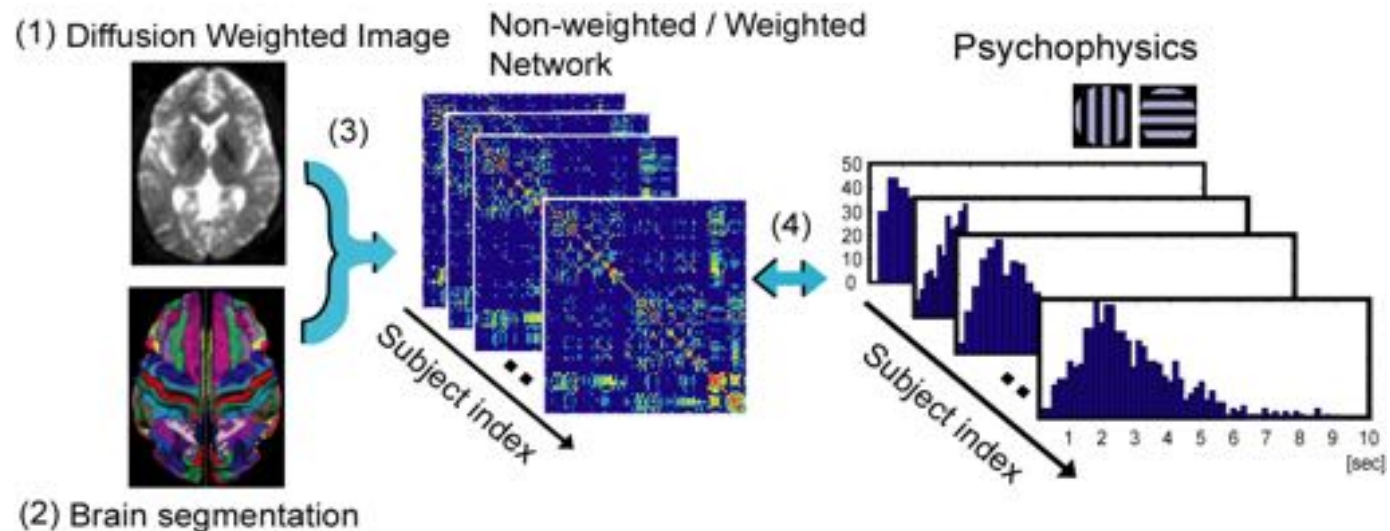 (1) Diffusion Weighted Image
Non-weighted / Weighted
Network
Psychophysics
(3)
(4)
50
40
30
20
10
0
Subject index
Subject index
1 2 3 4 5 6 7 8 9 10
[sec]
(2) Brain segmentation